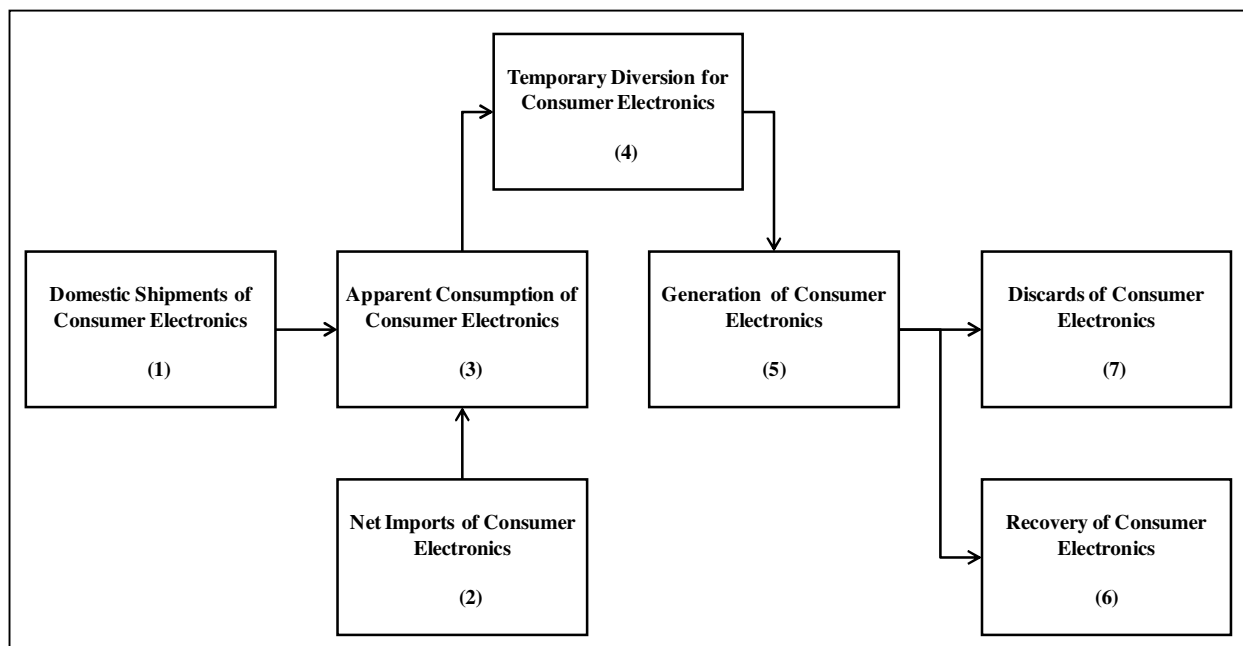 Temporary Diversion for
Consumer Electronics
(4)
Domestic Shipments of
Consumer Electronics
(1)
Apparent Consumption of
Consumer Electronics
(3)
Generation of Consumer
Electronics
(5)
Discards of Consumer
Electronics
(7)
Net Imports of Consumer
Electronics
(2)
Recovery of Consumer
Electronics
(6)